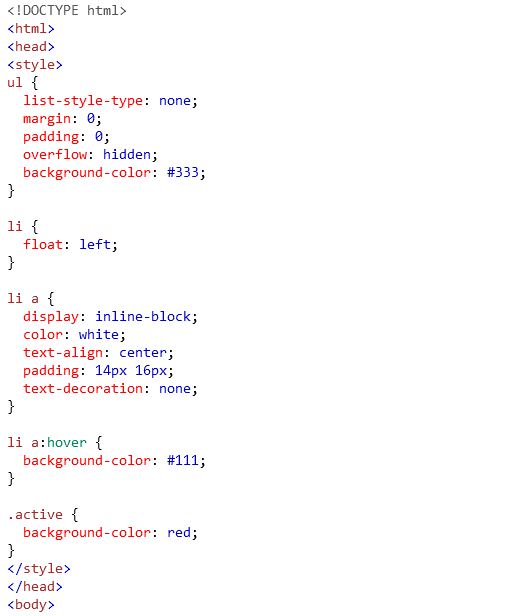 <!DOCTYPE html>
<html>
<head>
<style>
ul {
  list-style-type: none;
  margin: 0;
  padding: 0;
  overflow: hidden;
  background-color: #333;
}

li {
  float: left;
}

li a {
  display: inline-block;
  color: white;
  text-align: center;
  padding: 14px 16px;
  text-decoration: none;
}

li a:hover {
  background-color: #111;
}

.active {
  background-color: red;
}
</style>
</head>
<body>